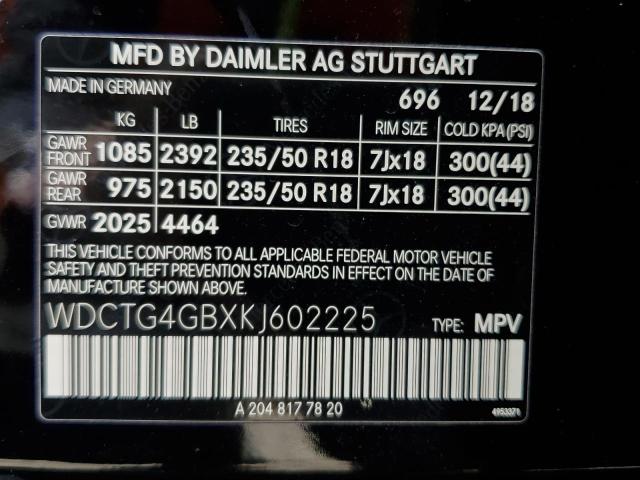 MFD BY DAIMLER AG STUTTGART
MADE IN GERMANY 696 12/18
KG LB TIRES RIM SIZE COLD KPA(PSI)
GAWR FRONT 1085 2392 235/50 R18 7Jx18 300(44)
GAWR REAR 975 2150 235/50 R18 7Jx18 300(44)
GVWR 2025 4464
THIS VEHICLE CONFORMS TO ALL APPLICABLE FEDERAL MOTOR VEHICLE
SAFETY AND THEFT PREVENTION STANDARDS IN EFFECT ON THE DATE OF
MANUFACTURE SHOWN ABOVE.
WDCTG4GBXKJ602225 TYPE: MPV
A 204 817 78 20
4953371